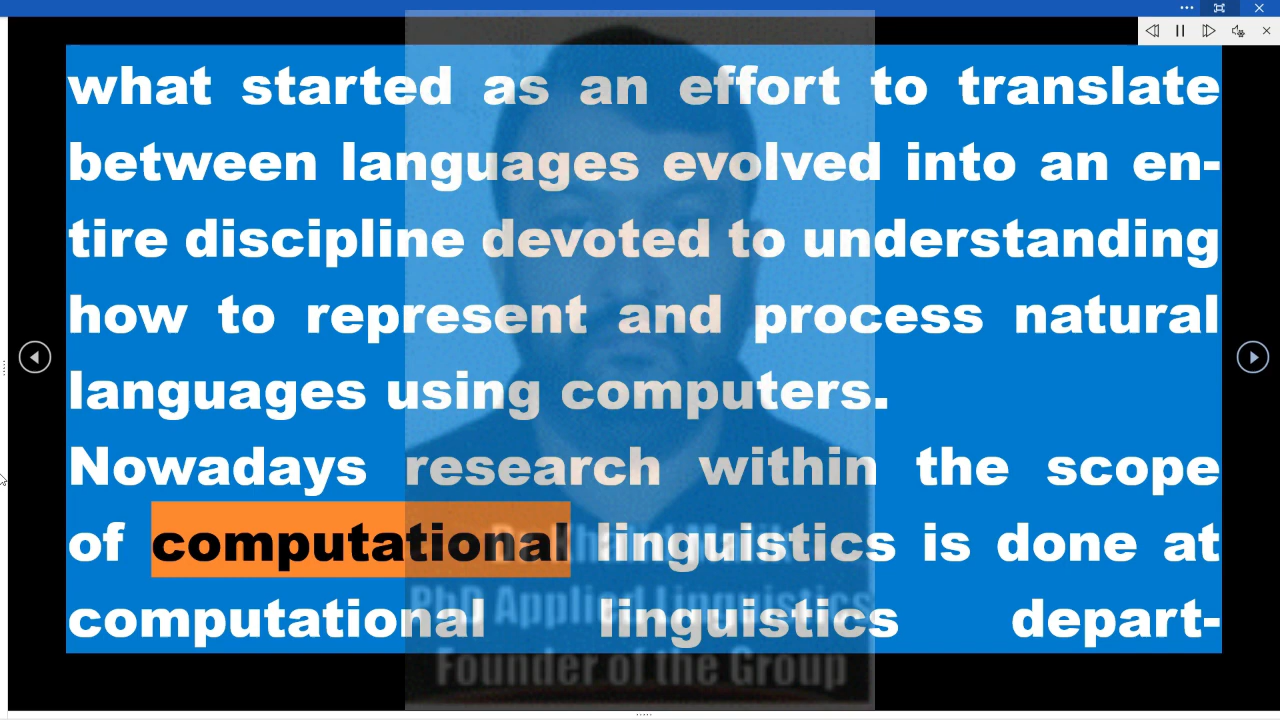 what started as an effort to translate
between languages evolved into an en-
tire discipline devoted to understanding
how to represent and process natural
languages using computers.
Nowadays research within the scope
of computational linguistics is done at
computational linguistics depart-
PhD Applied Linguistics
Founder of the Group